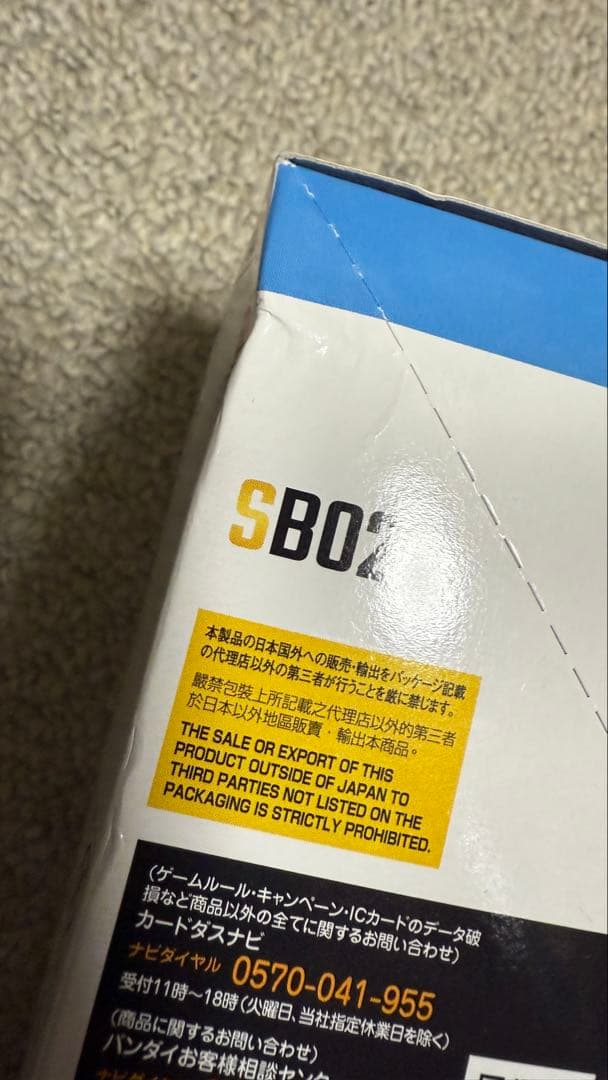 SB02
本製品の日本国外への販売・輸出をパッケージ記載
の代理店以外の第三者が行うことを厳に禁じます。
嚴禁包裝上所記載之代理店以外的第三者
於日本以外地區販賣・輸出本商品。
THE SALE OR EXPORT OF THIS
PRODUCT OUTSIDE OF JAPAN TO
THIRD PARTIES NOT LISTED ON THE
PACKAGING IS STRICTLY PROHIBITED.
(ゲームルール・キャンペーン・ICカードのデータ破
損など商品以外の全てに関するお問い合わせ)
カードダスナビ
ナビダイヤル 0570-041-955
受付11時～18時(火曜日、当社指定休業日を除く)
(商品に関するお問い合わせ)
バンダイお客様相談センタ
ナビダイヤ